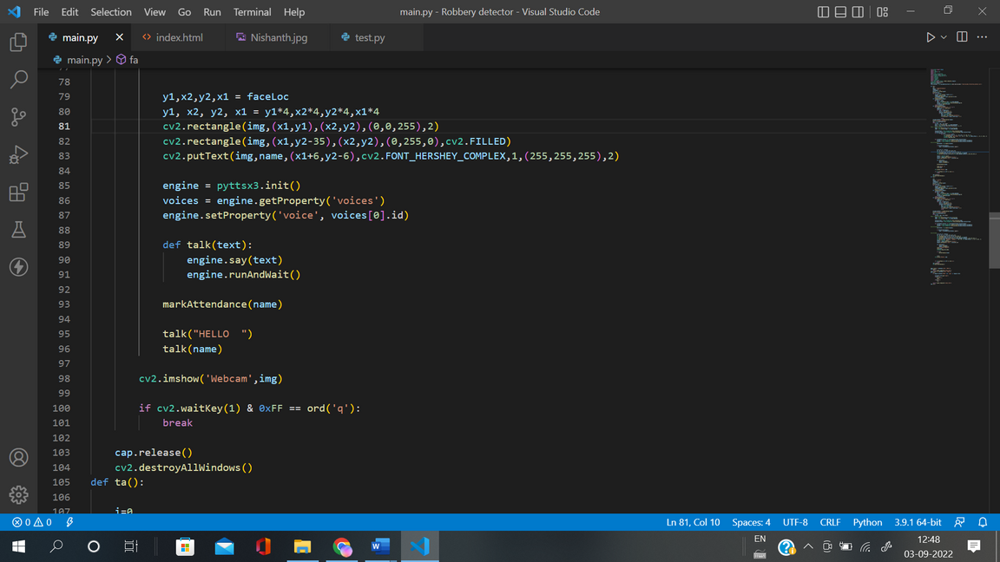 File Edit Selection View Go Run Terminal Help main.py - Robbery detector - Visual Studio Code
main.py index.html Nishanth.jpg test.py
main.py > fa
78
79 y1,x2,y2,x1 = faceLoc
80 y1, x2, y2, x1 = y1*4,x2*4,y2*4,x1*4
81 cv2.rectangle(img,(x1,y1),(x2,y2),(0,0,255),2)
82 cv2.rectangle(img,(x1,y2-35),(x2,y2),(0,255,0),cv2.FILLED)
83 cv2.putText(img,name,(x1+6,y2-6),cv2.FONT_HERSHEY_COMPLEX,1,(255,255,255),2)
84
85 engine = pyttsx3.init()
86 voices = engine.getProperty('voices')
87 engine.setProperty('voice', voices[0].id)
88
89 def talk(text):
90 engine.say(text)
91 engine.runAndWait()
92
93 markAttendance(name)
94
95 talk("HELLO  ")
96 talk(name)
97
98 cv2.imshow('Webcam',img)
99
100 if cv2.waitKey(1) & 0xFF == ord('q'):
101 break
102
103 cap.release()
104 cv2.destroyAllWindows()
105 def ta():
106
107 i=0
0 0 Ln 81, Col 10 Spaces: 4 UTF-8 CRLF Python 3.9.1 64-bit
EN 12:48
03-09-2022